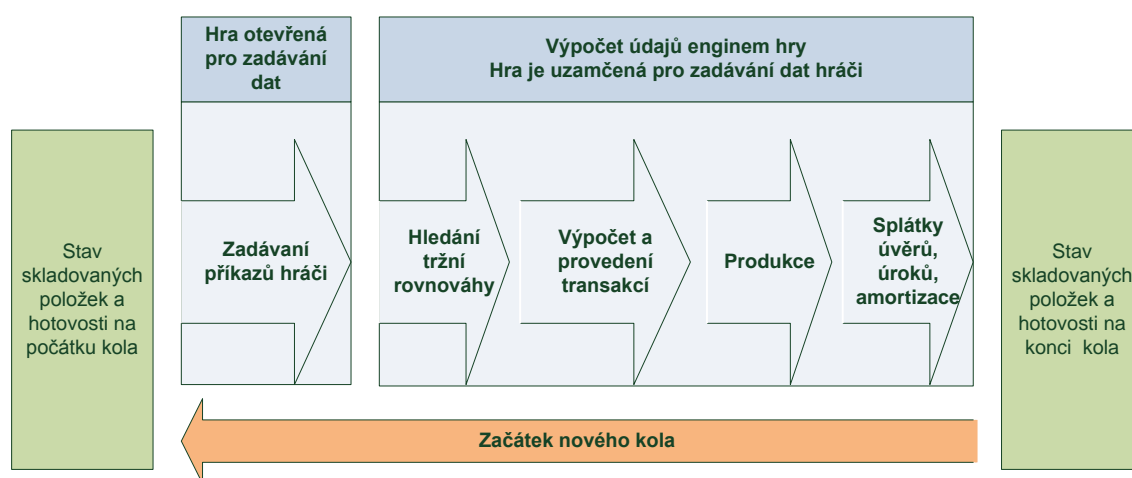 Hra otevřená
pro zadávání
dat
Výpočet údajů enginem hry
Hra je uzamčená pro zadávání dat hráči
Stav
skladovaných
položek a
hotovosti na
počátku kola
Zadávaní
příkazů hráči
Hledání
tržní
rovnováhy
Výpočet a
provedení
transakcí
Produkce
Splátky
úvěrů,
úroků,
amortizace
Stav
skladovaných
položek a
hotovosti na
konci kola
Začátek nového kola